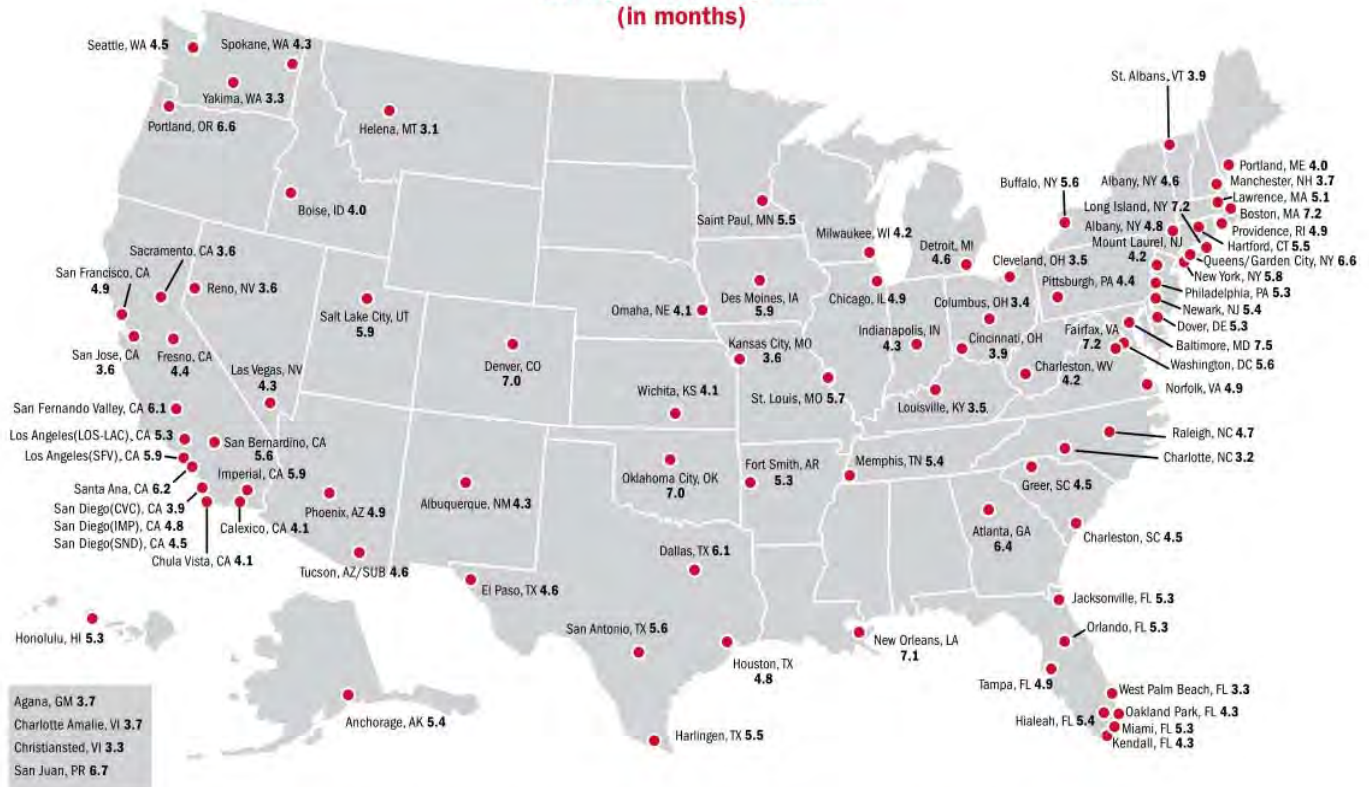 (in months)
Seattle, WA 4.5
Spokane, WA 4.3
Yakima, WA 3.3
Portland, OR 6.6
Helena, MT 3.1
Boise, ID 4.0
Sacramento, CA 3.6
San Francisco, CA
4.9
Reno, NV 3.6
San Jose, CA
3.6
Fresno, CA
4.4
Las Vegas, NV
4.3
Salt Lake City, UT
5.9
Denver, CO
7.0
San Fernando Valley, CA 6.1
Los Angeles(LOS-LAC), CA 5.3
Los Angeles(SFV), CA 5.9
San Bernardino, CA
5.6
Imperial, CA 5.9
Santa Ana, CA 6.2
San Diego(CVC), CA 3.9
San Diego(IMP), CA 4.8
San Diego(SND), CA 4.5
Chula Vista, CA 4.1
Calexico, CA 4.1
Phoenix, AZ 4.9
Tucson, AZ/SUB 4.6
Albuquerque, NM 4.3
El Paso, TX 4.6
Saint Paul, MN 5.5
Omaha, NE 4.1
Des Moines, IA
5.9
Kansas City, MO
3.6
Wichita, KS 4.1
St. Louis, MO 5.7
Oklahoma City, OK
7.0
Fort Smith, AR
5.3
Memphis, TN 5.4
Dallas, TX 6.1
San Antonio, TX 5.6
Houston, TX
4.8
Harlingen, TX 5.5
New Orleans, LA
7.1
Milwaukee, WI 4.2
Chicago, IL 4.9
Detroit, MI
4.6
Indianapolis, IN
4.3
Cleveland, OH 3.5
Columbus, OH 3.4
Cincinnati, OH
3.9
Louisville, KY 3.5
Charleston, WV
4.2
Pittsburgh, PA 4.4
Buffalo, NY 5.6
St. Albans, VT 3.9
Albany, NY 4.6
Long Island, NY 7.2
Albany, NY 4.8
Mount Laurel, NJ
4.2
Portland, ME 4.0
Manchester, NH 3.7
Lawrence, MA 5.1
Boston, MA 7.2
Providence, RI 4.9
Hartford, CT 5.5
Queens/Garden City, NY 6.6
New York, NY 5.8
Philadelphia, PA 5.3
Newark, NJ 5.4
Dover, DE 5.3
Fairfax, VA
7.2
Baltimore, MD 7.5
Washington, DC 5.6
Norfolk, VA 4.9
Raleigh, NC 4.7
Charlotte, NC 3.2
Greer, SC 4.5
Charleston, SC 4.5
Atlanta, GA
6.4
Jacksonville, FL 5.3
Orlando, FL 5.3
Tampa, FL 4.9
West Palm Beach, FL 3.3
Oakland Park, FL 4.3
Hialeah, FL 5.4
Miami, FL 5.3
Kendall, FL 4.3
Honolulu, HI 5.3
Anchorage, AK 5.4
Agana, GM 3.7
Charlotte Amalie, VI 3.7
Christiansted, VI 3.3
San Juan, PR 6.7